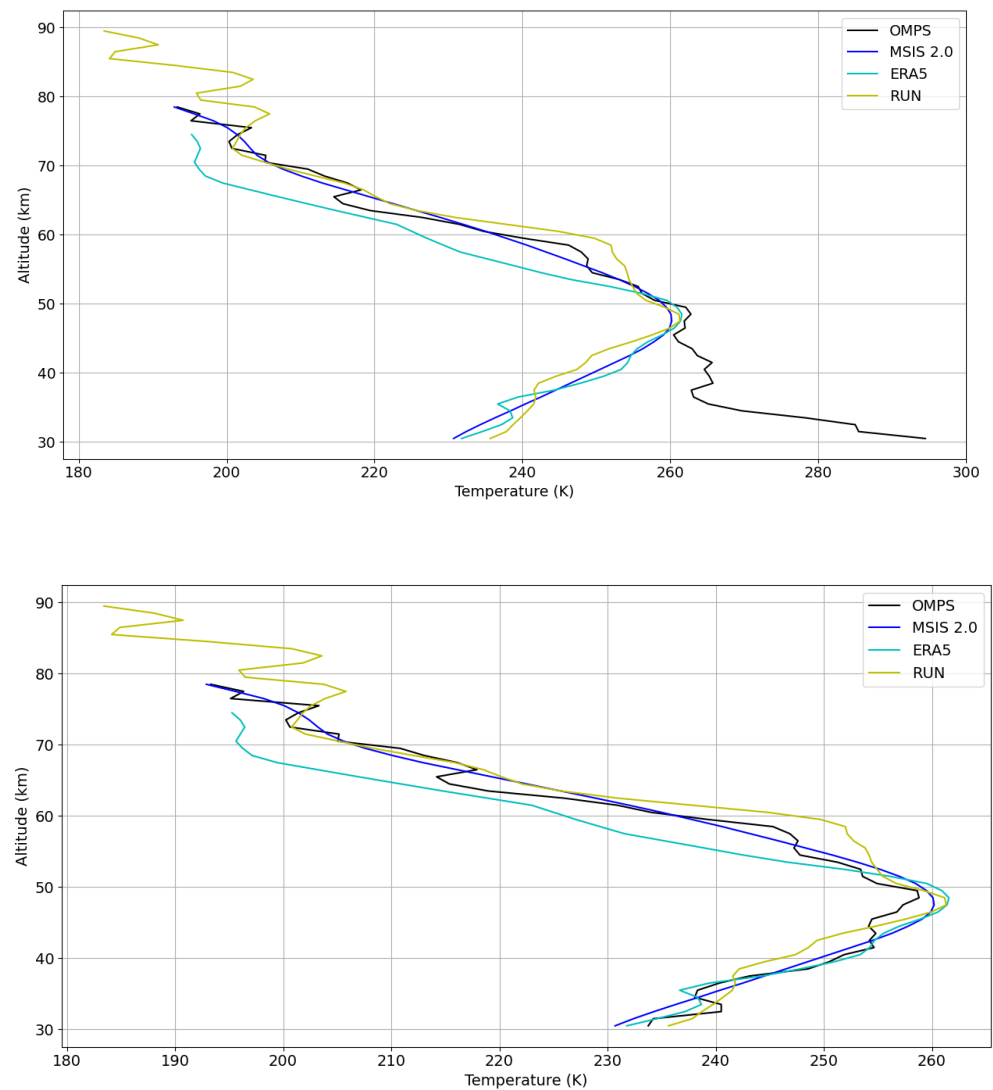 90
80
70
60
50
40
30
Altitude (km)
180 200 220 240 260 280 300
Temperature (K)
OMPS
MSIS 2.0
ERA5
RUN
90
80
70
60
50
40
30
Altitude (km)
180 190 200 210 220 230 240 250 260
Temperature (K)
OMPS
MSIS 2.0
ERA5
RUN